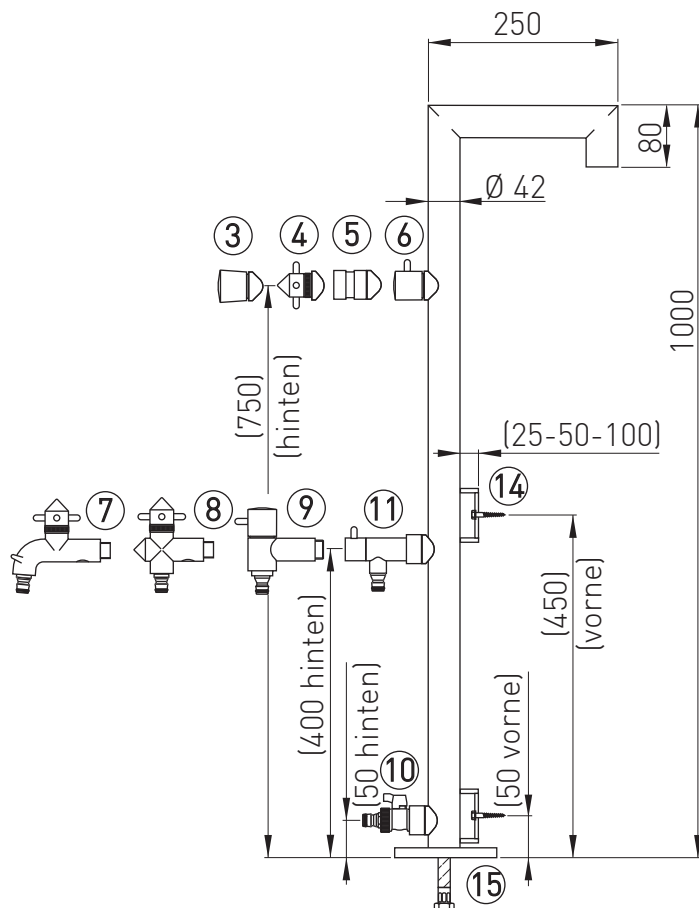 250
80
Ø 42
3
4
5
6
1000
(750)
(hinten)
(25-50-100)
14
7
8
9
11
(450)
(vorne)
(400 hinten)
(50 hinten)
(50 vorne)
10
15